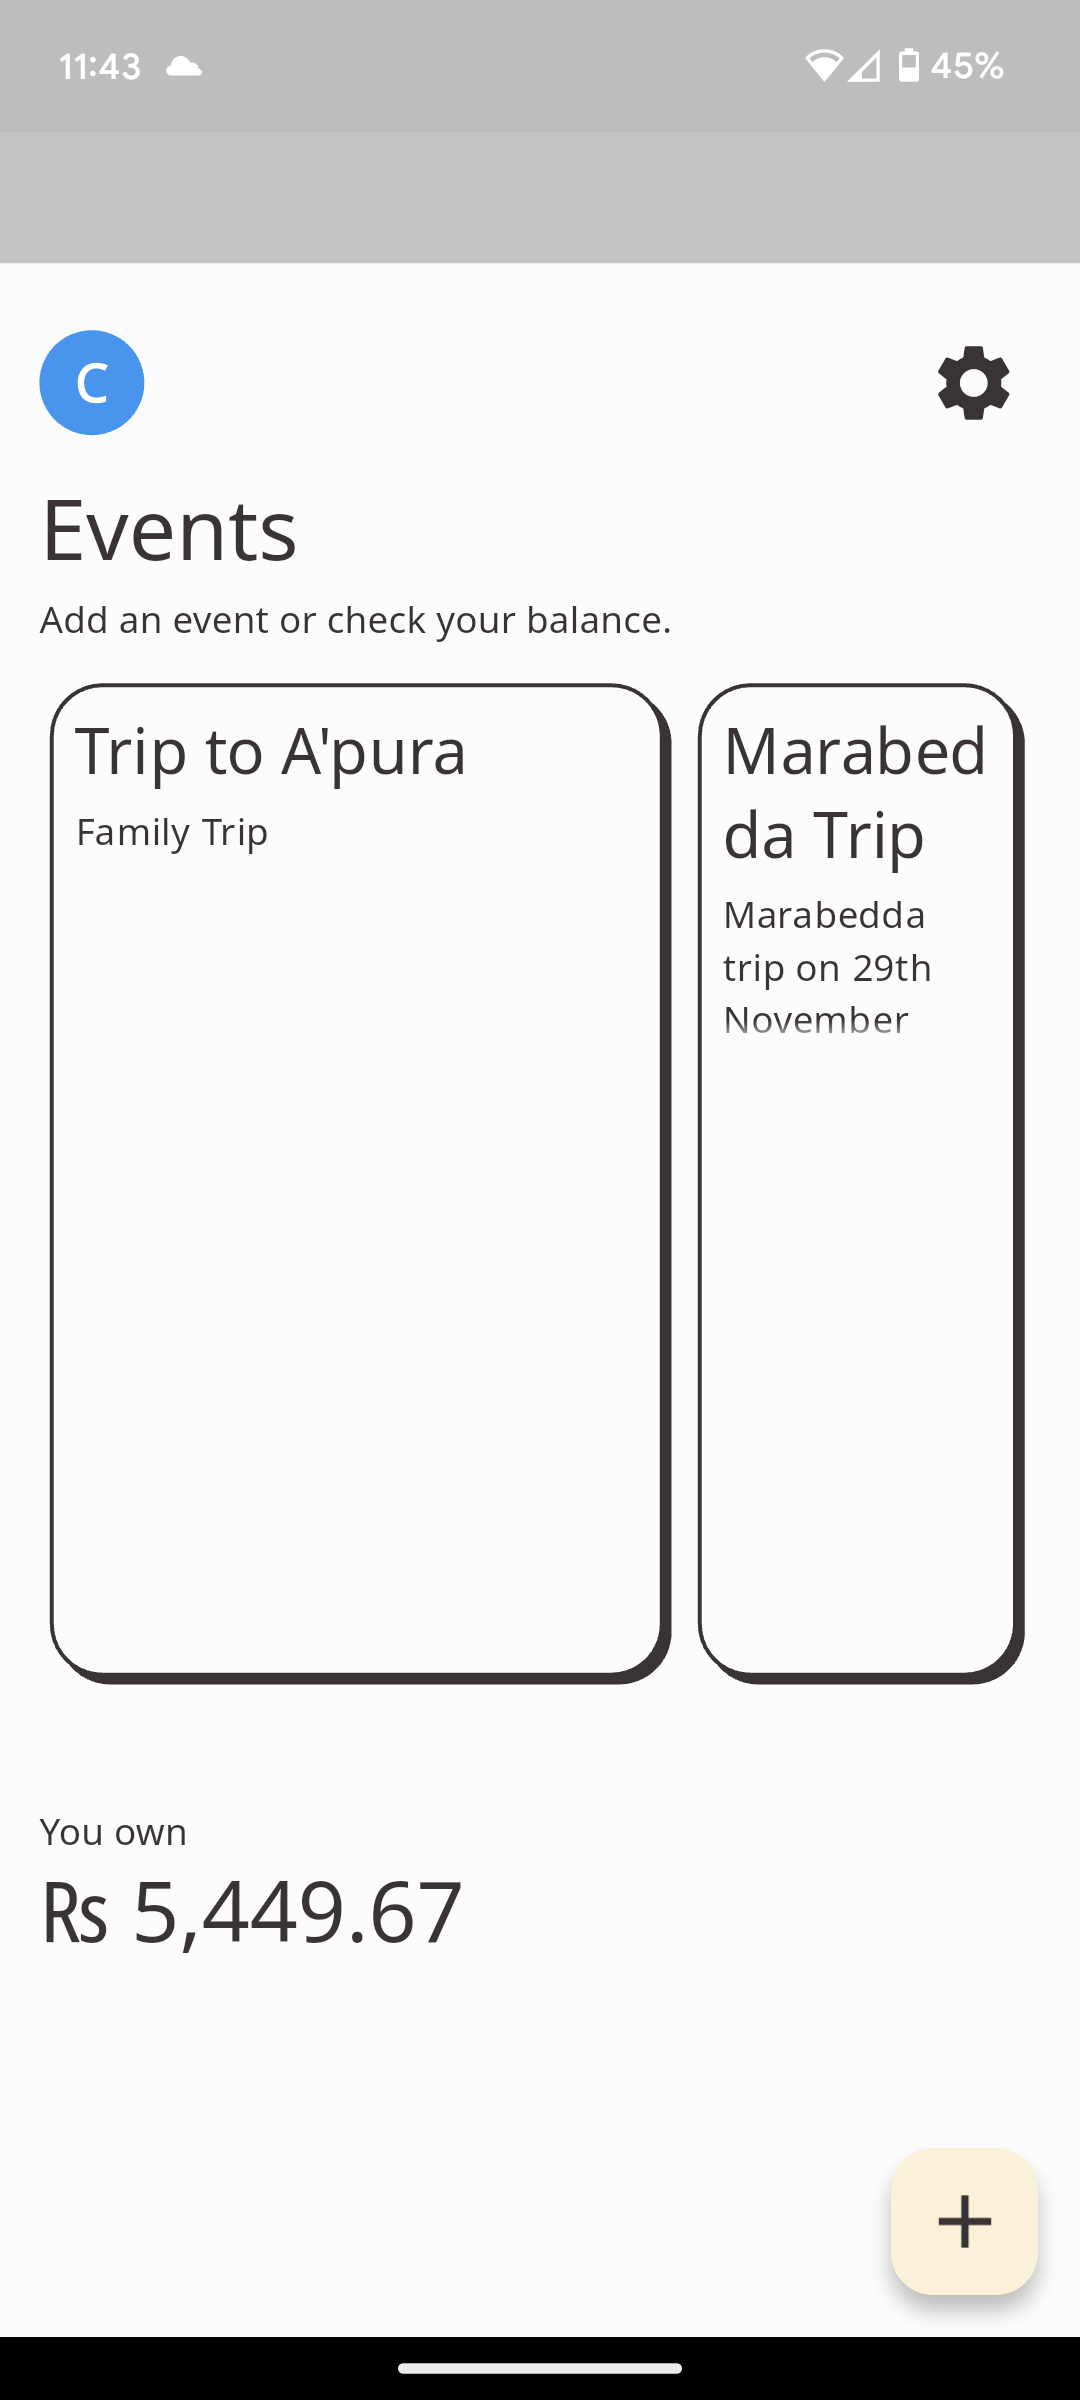 11:43
45%
C
Events
Add an event or check your balance.
Trip to A'pura
Family Trip
Marabed
da Trip
Marabedda
trip on 29th
November
You own
₨ 5,449.67